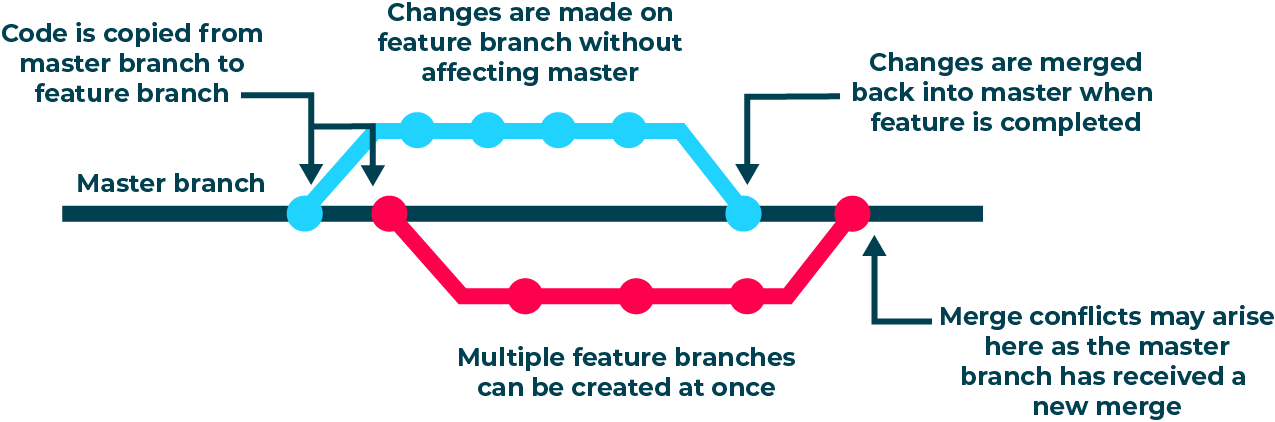 Code is copied from
master branch to
feature branch
Changes are made on
feature branch without
affecting master
Changes are merged
back into master when
feature is completed
Master branch
Multiple feature branches
can be created at once
Merge conflicts may arise
here as the master
branch has received a
new merge